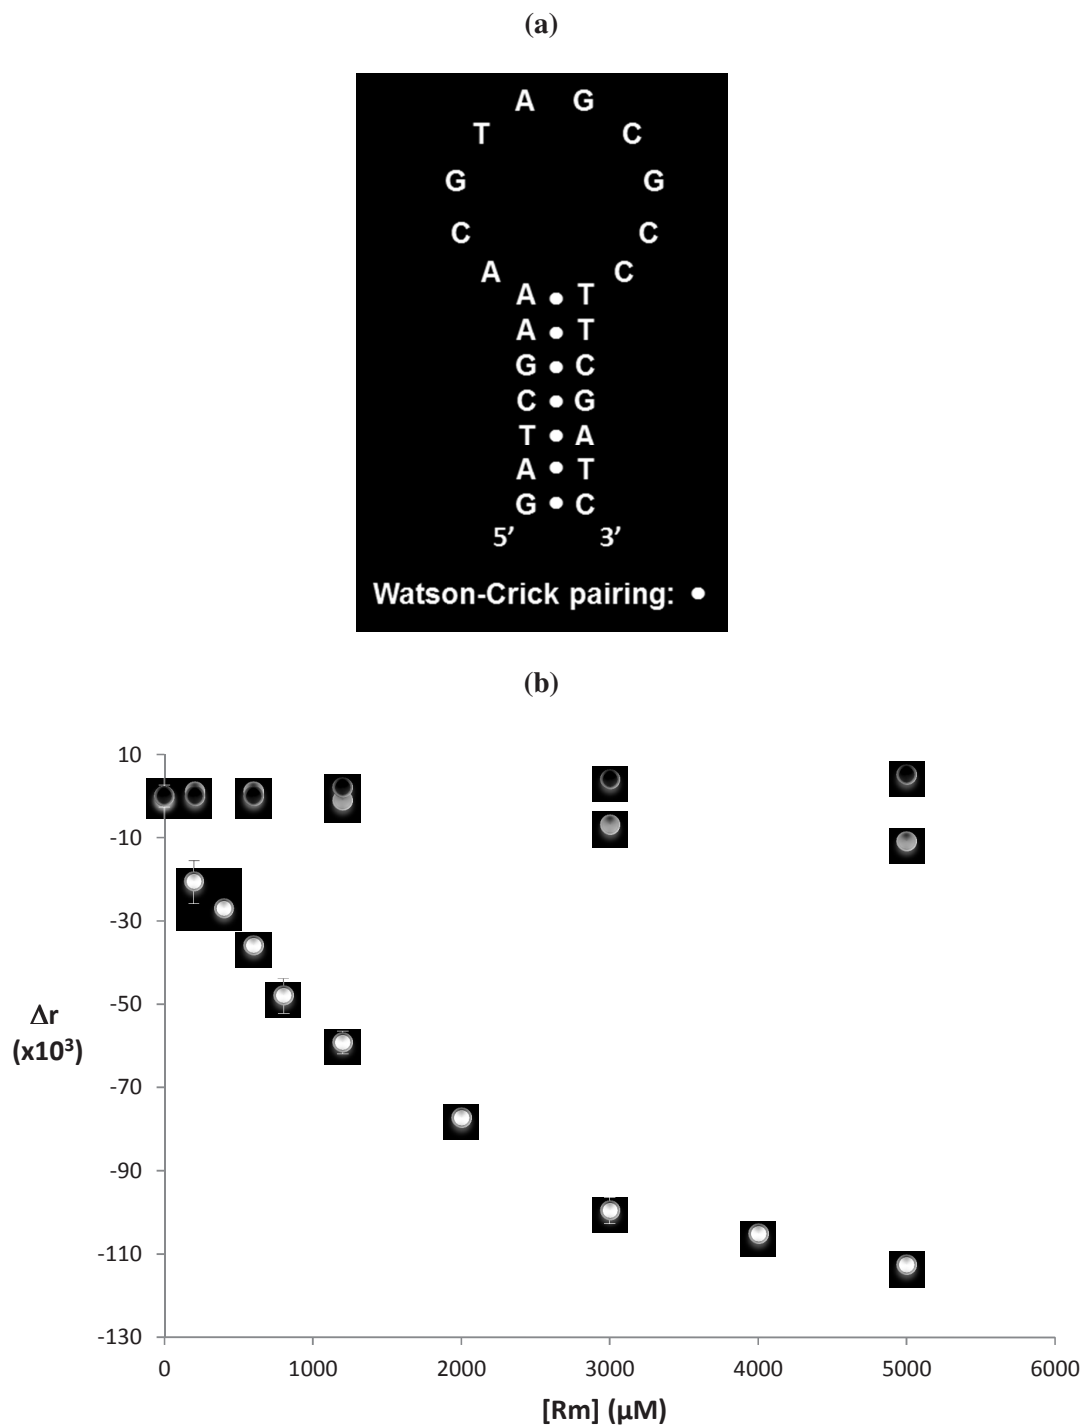 (a)
A G
T C
G G
C C
A C
A • T
A • T
G • C
C • G
T • A
A • T
G • C
5’ 3’
Watson-Crick pairing: •
(b)
10
-10
-30
-50
Δr
(x10³)
-70
-90
-110
-130
0 1000 2000 3000 4000 5000 6000
[Rm] (μM)